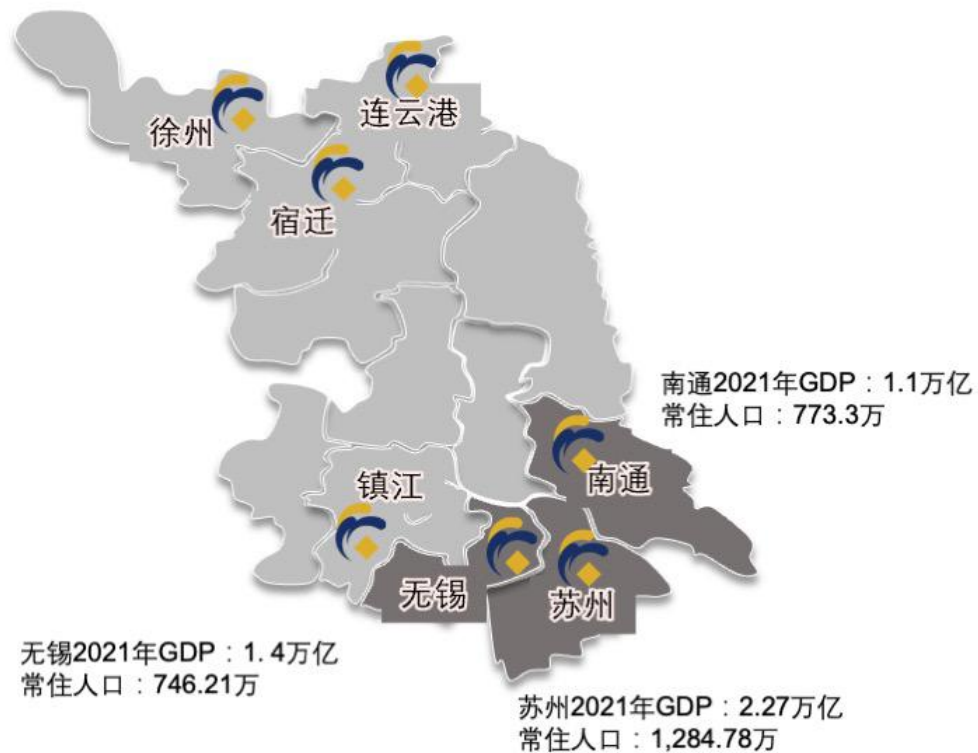 连云港
徐州
宿迁
南通2021年GDP：1.1万亿
常住人口：773.3万
镇江
南通
无锡
苏州
无锡2021年GDP：1. 4万亿
常住人口：746.21万
苏州2021年GDP：2.27万亿
常住人口：1,284.78万